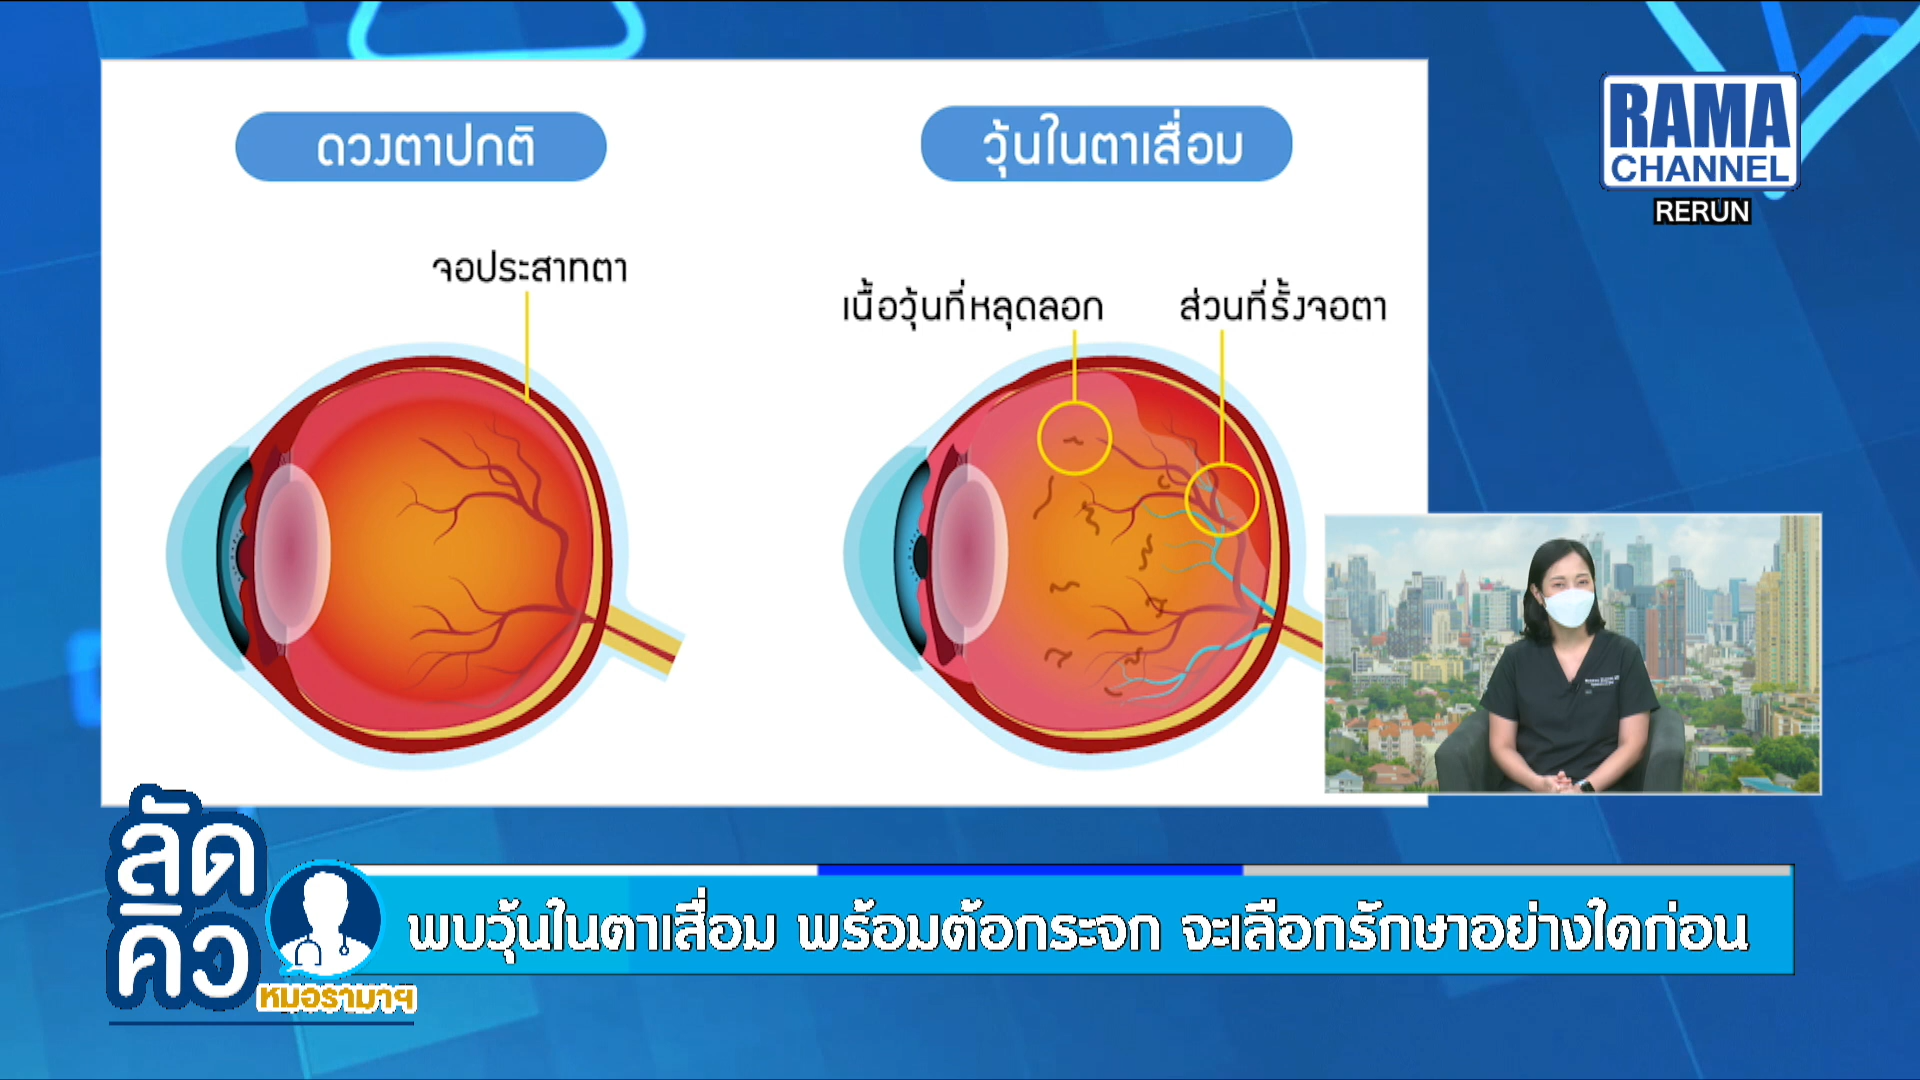 ดวงตาปกติ
วุ้นในตาเสื่อม
RAMA
CHANNEL
RERUN
จอประสาทตา
เนื้อวุ้นที่หลุดลอก
ส่วนที่รั้งจอตา
ลัด
คิว
หมอรามาฯ
พบวุ้นในตาเสื่อม พร้อมต้อกระจก จะเลือกรักษาอย่างใดก่อน